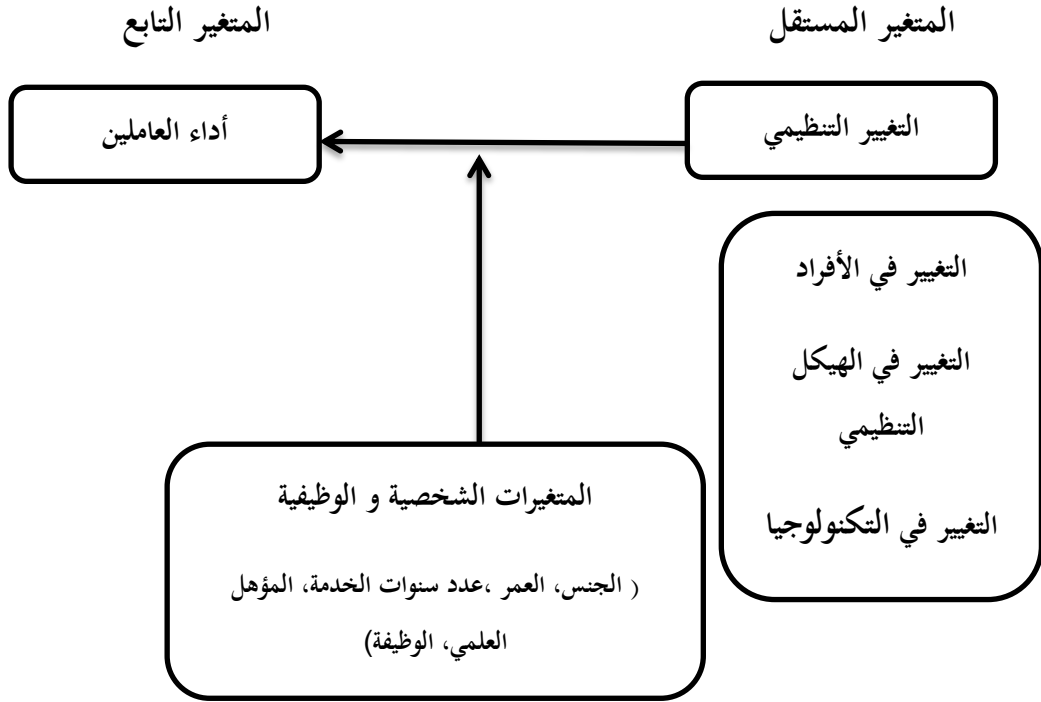 المتغير المستقل
المتغير التابع
التغيير التنظيمي
أداء العاملين
التغيير في الأفراد
التغيير في الهيكل
التنظيمي
التغيير في التكنولوجيا
المتغيرات الشخصية و الوظيفية
( الجنس، العمر ،عدد سنوات الخدمة، المؤهل
العلمي، الوظيفة)